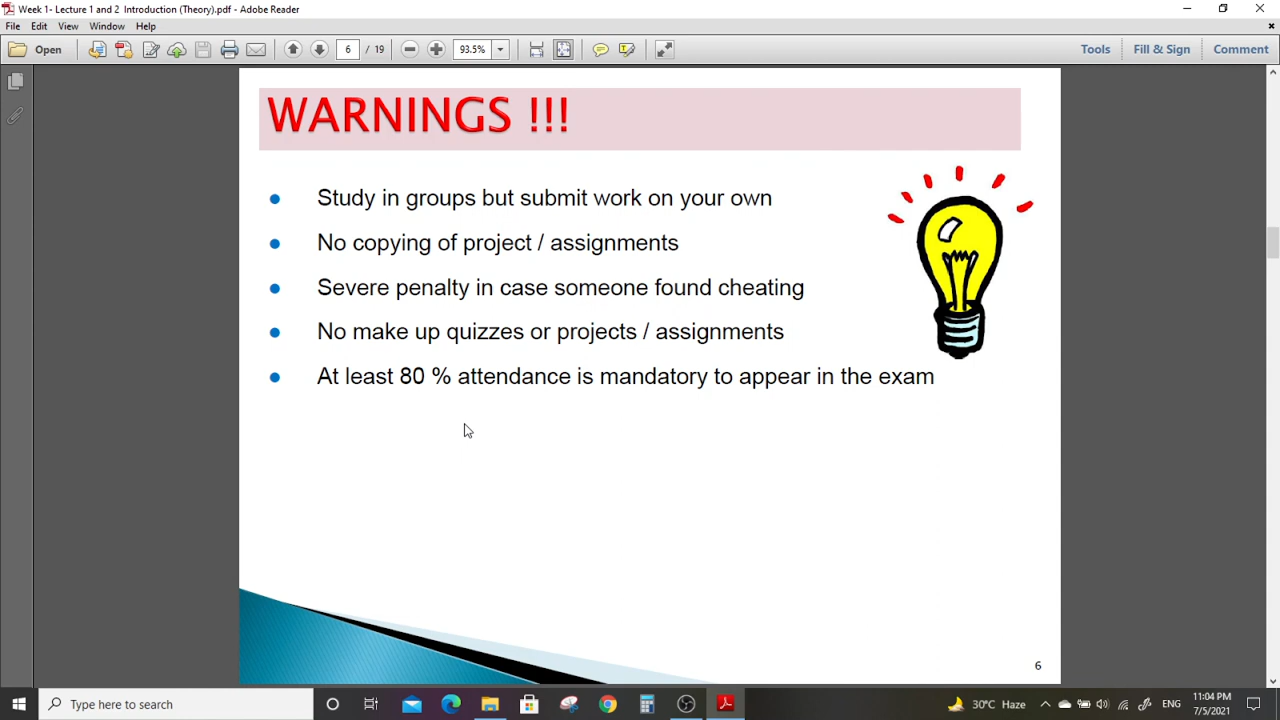 Week 1- Lecture 1 and 2 Introduction (Theory).pdf - Adobe Reader
File Edit View Window Help
Open 6 / 19 93.5% Tools Fill & Sign Comment
WARNINGS !!!
Study in groups but submit work on your own
No copying of project / assignments
Severe penalty in case someone found cheating
No make up quizzes or projects / assignments
At least 80 % attendance is mandatory to appear in the exam
6
Type here to search
30°C Haze
ENG
11:04 PM
7/5/2021